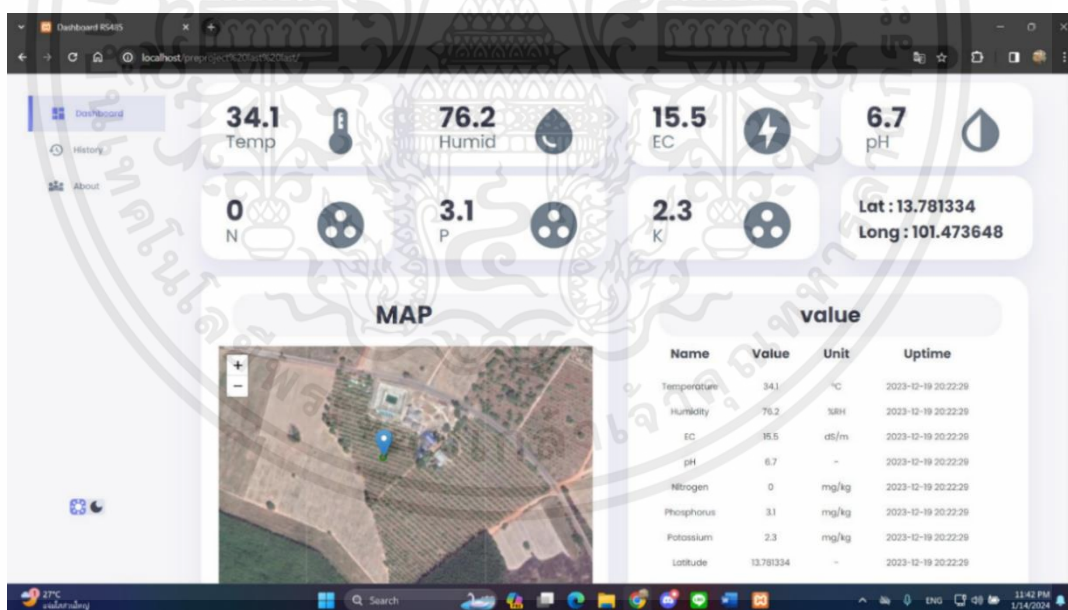 Dashboard RS485
localhost/preproject%20last%20last/
Dashboard
History
About
34.1
Temp
76.2
Humid
15.5
EC
6.7
pH
0
N
3.1
P
2.3
K
Lat : 13.781334
Long : 101.473648
MAP
+
−
value
Name Value Unit Uptime
Temperature 34.1 °C 2023-12-19 20:22:29
Humidity 76.2 %RH 2023-12-19 20:22:29
EC 15.5 dS/m 2023-12-19 20:22:29
pH 6.7 - 2023-12-19 20:22:29
Nitrogen 0 mg/kg 2023-12-19 20:22:29
Phosphorus 3.1 mg/kg 2023-12-19 20:22:29
Potassium 2.3 mg/kg 2023-12-19 20:22:29
Latitude 13.781334 - 2023-12-19 20:22:29
27°C
Search
ENG
11:42 PM
1/14/2024